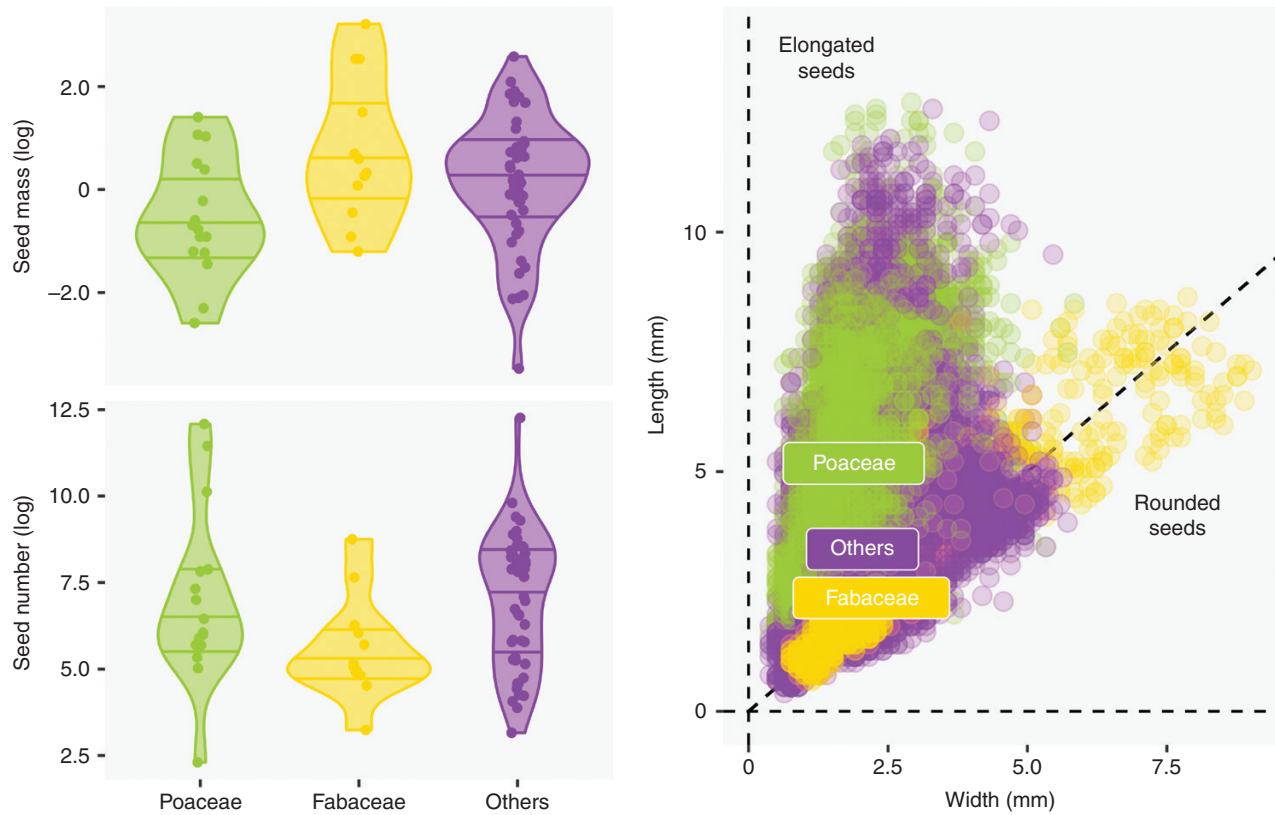 Seed mass (log)
2.0
0
–2.0
Seed number (log)
12.5
10.0
7.5
5.0
2.5
Poaceae
Fabaceae
Others
Length (mm)
10
5
0
Elongated
seeds
Poaceae
Others
Fabaceae
Rounded
seeds
0
2.5
5.0
7.5
Width (mm)